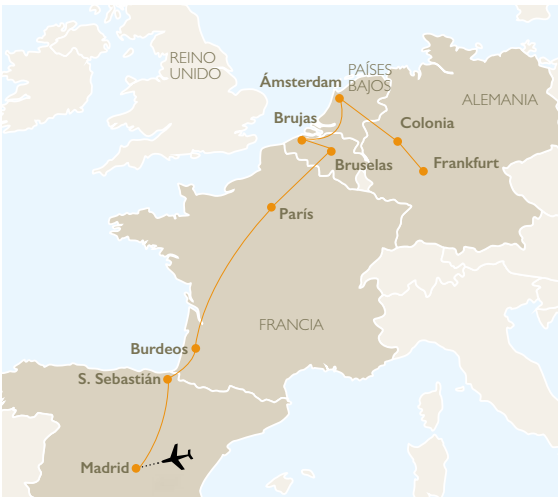 REINO
UNIDO
PAÍSES
BAJOS
Ámsterdam
ALEMANIA
Brujas
Colonia
Bruselas
Frankfurt
París
FRANCIA
Burdeos
S. Sebastián
Madrid